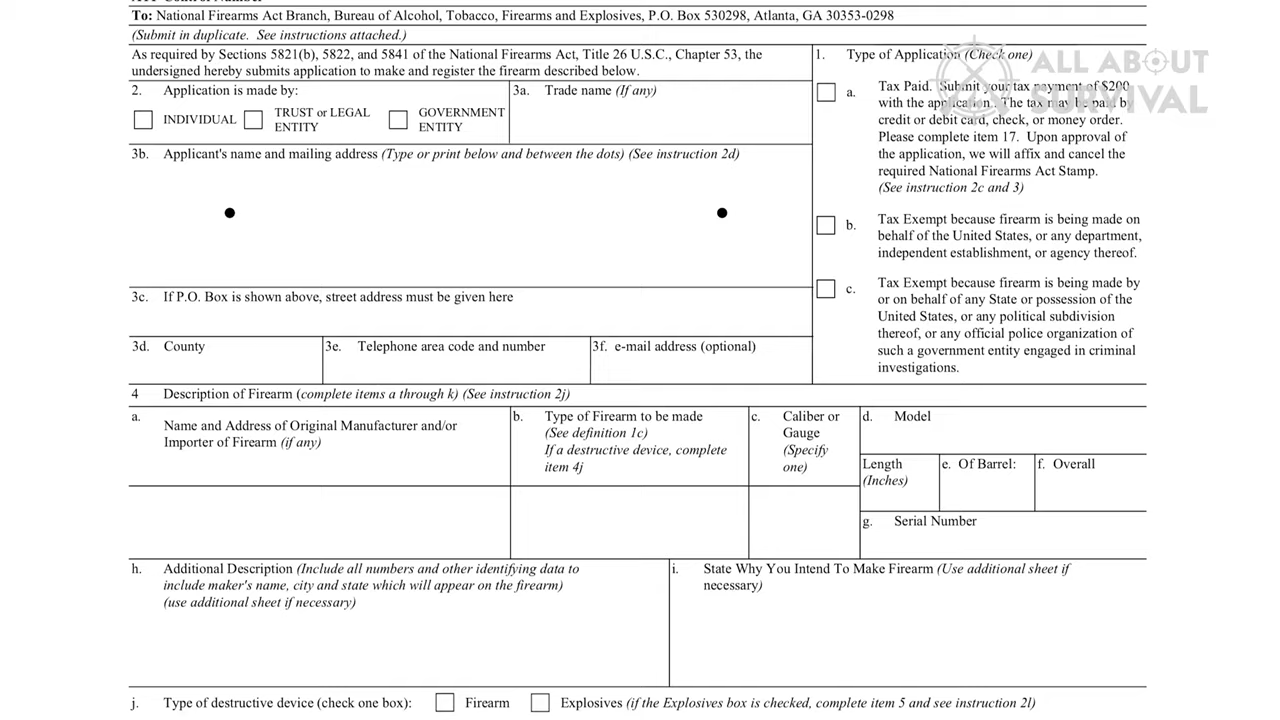 To: National Firearms Act Branch, Bureau of Alcohol, Tobacco, Firearms and Explosives, P.O. Box 530298, Atlanta, GA 30353-0298
(Submit in duplicate. See instructions attached.)
As required by Sections 5821(b), 5822, and 5841 of the National Firearms Act, Title 26 U.S.C., Chapter 53, the
undersigned hereby submits application to make and register the firearm described below.
1. Type of Application (Check one)
a. Tax Paid. Submit your tax payment of $200
with the application. The tax may be paid by
credit or debit card, check, or money order.
Please complete item 17. Upon approval of
the application, we will affix and cancel the
required National Firearms Act Stamp.
(See instruction 2c and 3)
b. Tax Exempt because firearm is being made on
behalf of the United States, or any department,
independent establishment, or agency thereof.
c. Tax Exempt because firearm is being made by
or on behalf of any State or possession of the
United States, or any political subdivision
thereof, or any official police organization of
such a government entity engaged in criminal
investigations.
ALL ABOUT
SURVIVAL
2. Application is made by:
INDIVIDUAL
TRUST or LEGAL
ENTITY
GOVERNMENT
ENTITY
3a. Trade name (If any)
3b. Applicant's name and mailing address (Type or print below and between the dots) (See instruction 2d)
3c. If P.O. Box is shown above, street address must be given here
3d. County
3e. Telephone area code and number
3f. e-mail address (optional)
4 Description of Firearm (complete items a through k) (See instruction 2j)
a. Name and Address of Original Manufacturer and/or
Importer of Firearm (if any)
b. Type of Firearm to be made
(See definition 1c)
If a destructive device, complete
item 4j
c. Caliber or
Gauge
(Specify
one)
d. Model
Length
(Inches)
e. Of Barrel:
f. Overall
g. Serial Number
h. Additional Description (Include all numbers and other identifying data to
include maker's name, city and state which will appear on the firearm)
(use additional sheet if necessary)
i. State Why You Intend To Make Firearm (Use additional sheet if
necessary)
j. Type of destructive device (check one box):
Firearm
Explosives (if the Explosives box is checked, complete item 5 and see instruction 2l)